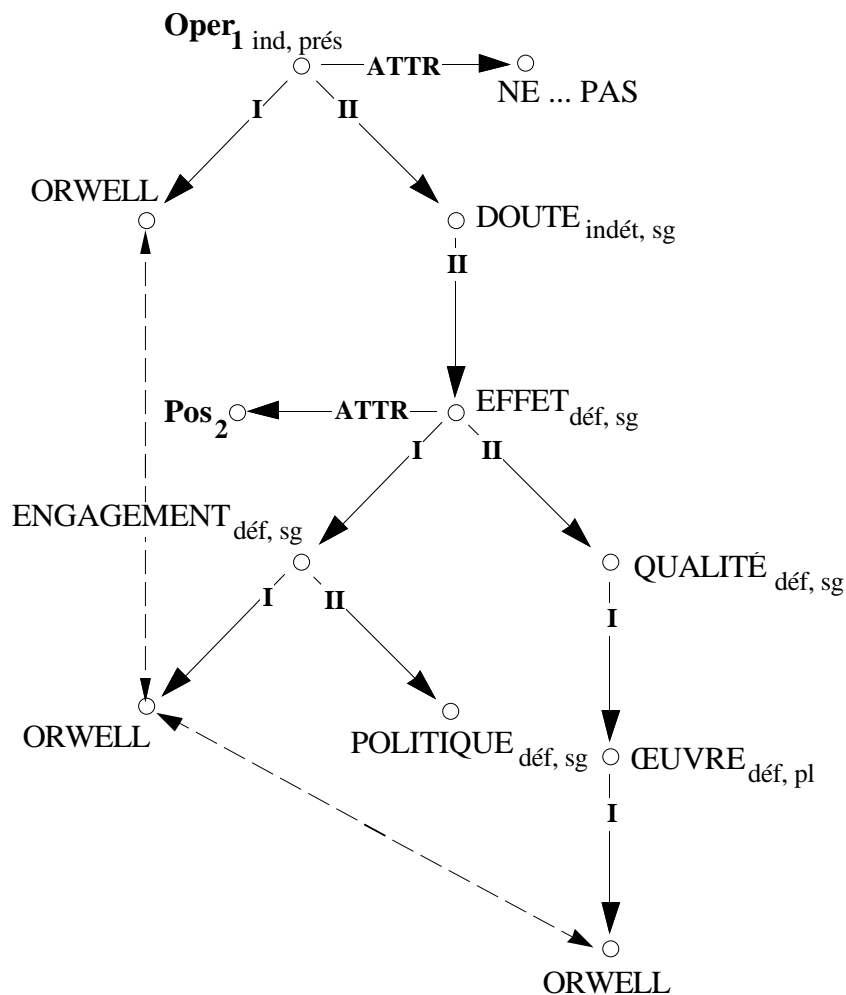 Oper1 ind, prés
ATTR
NE ... PAS
I
II
ORWELL
DOUTE indét, sg
II
Pos2
ATTR
EFFET déf, sg
I
II
ENGAGEMENT déf, sg
QUALITÉ déf, sg
I
II
I
ORWELL
POLITIQUE déf, sg
ŒUVRE déf, pl
I
ORWELL